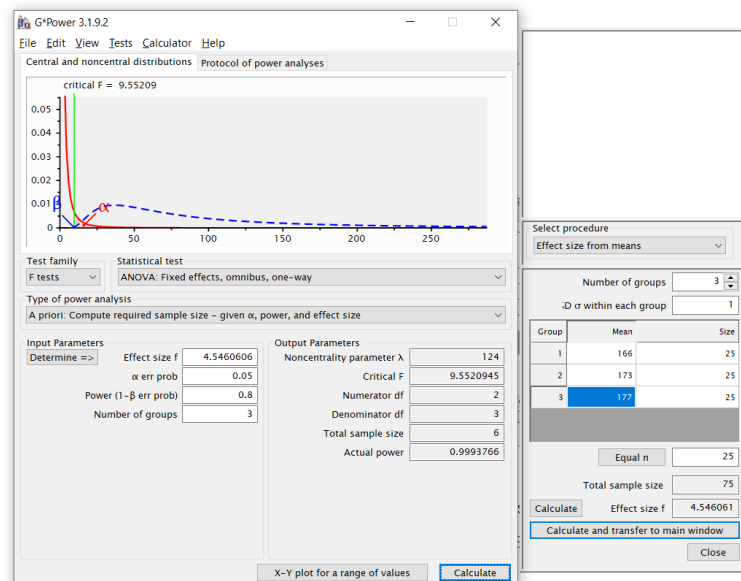 G*Power 3.1.9.2
File Edit View Tests Calculator Help
Central and noncentral distributions Protocol of power analyses
critical F = 9.55209
0.05
0.04
0.03
0.02
0.01
0
β
α
0 50 100 150 200 250
Test family Statistical test
F tests ANOVA: Fixed effects, omnibus, one-way
Type of power analysis
A priori: Compute required sample size - given α, power, and effect size
Input Parameters
Determine => Effect size f 4.5460606
α err prob 0.05
Power (1-β err prob) 0.8
Number of groups 3
Output Parameters
Noncentrality parameter λ 124
Critical F 9.5520945
Numerator df 2
Denominator df 3
Total sample size 6
Actual power 0.9993766
X-Y plot for a range of values Calculate
Select procedure
Effect size from means
Number of groups 3
D σ within each group 1
Group Mean Size
1 166 25
2 173 25
3 177 25
Equal n 25
Total sample size 75
Calculate Effect size f 4.546061
Calculate and transfer to main window
Close